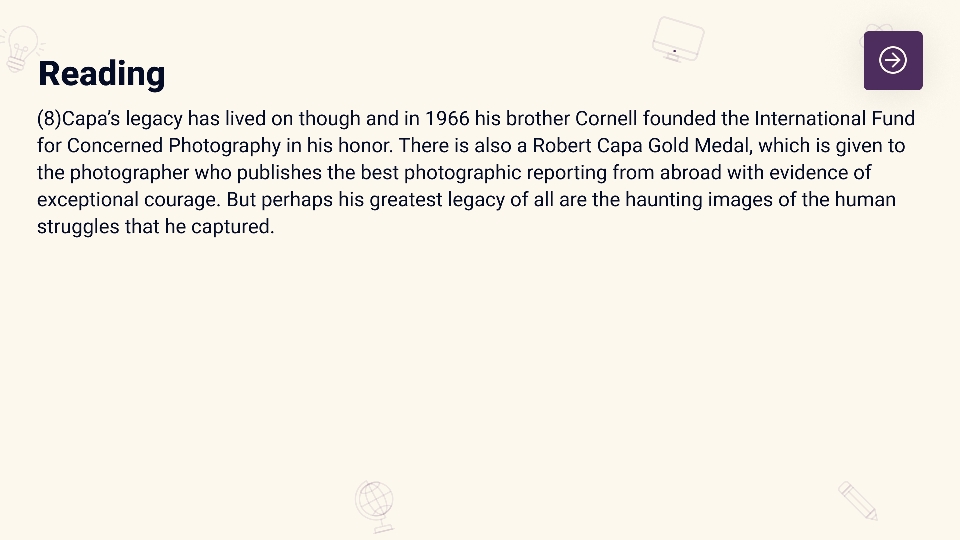 Reading
(8)Capa's legacy has lived on though and in 1966 his brother Cornell founded the International Fund
for Concerned Photography in his honor. There is also a Robert Capa Gold Medal, which is given to
the photographer who publishes the best photographic reporting from abroad with evidence of
exceptional courage. But perhaps his greatest legacy of all are the haunting images of the human
struggles that he captured.